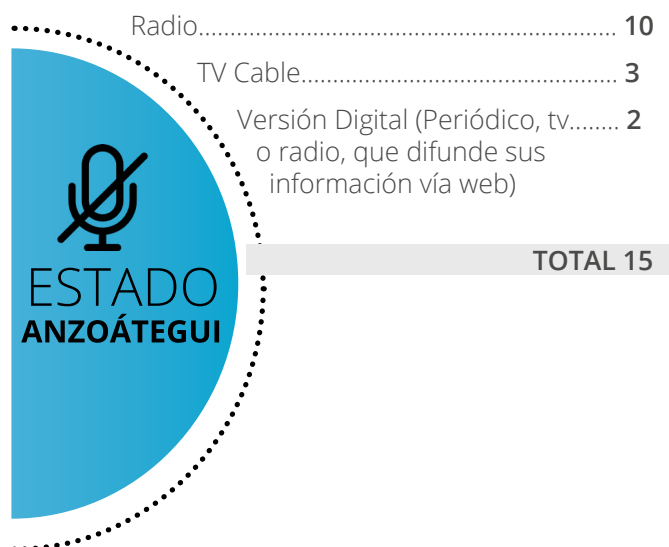 Radio................................................................ 10
TV Cable................................................. 3
Versión Digital (Periódico, tv........ 2
o radio, que difunde sus
información vía web)
TOTAL 15
ESTADO
ANZOÁTEGUI